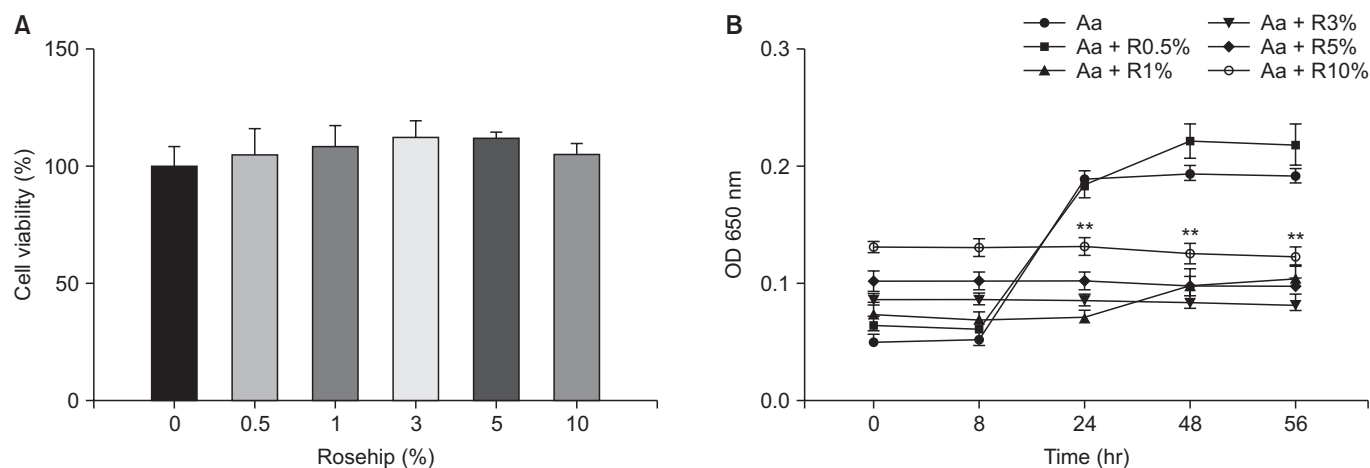 A
150
100
50
0
Cell viability (%)
0 0.5 1 3 5 10
Rosehip (%)
B
Aa Aa + R3%
Aa + R0.5% Aa + R5%
Aa + R1% Aa + R10%
0.3
0.2
0.1
0.0
OD 650 nm
** ** **
0 8 24 48 56
Time (hr)